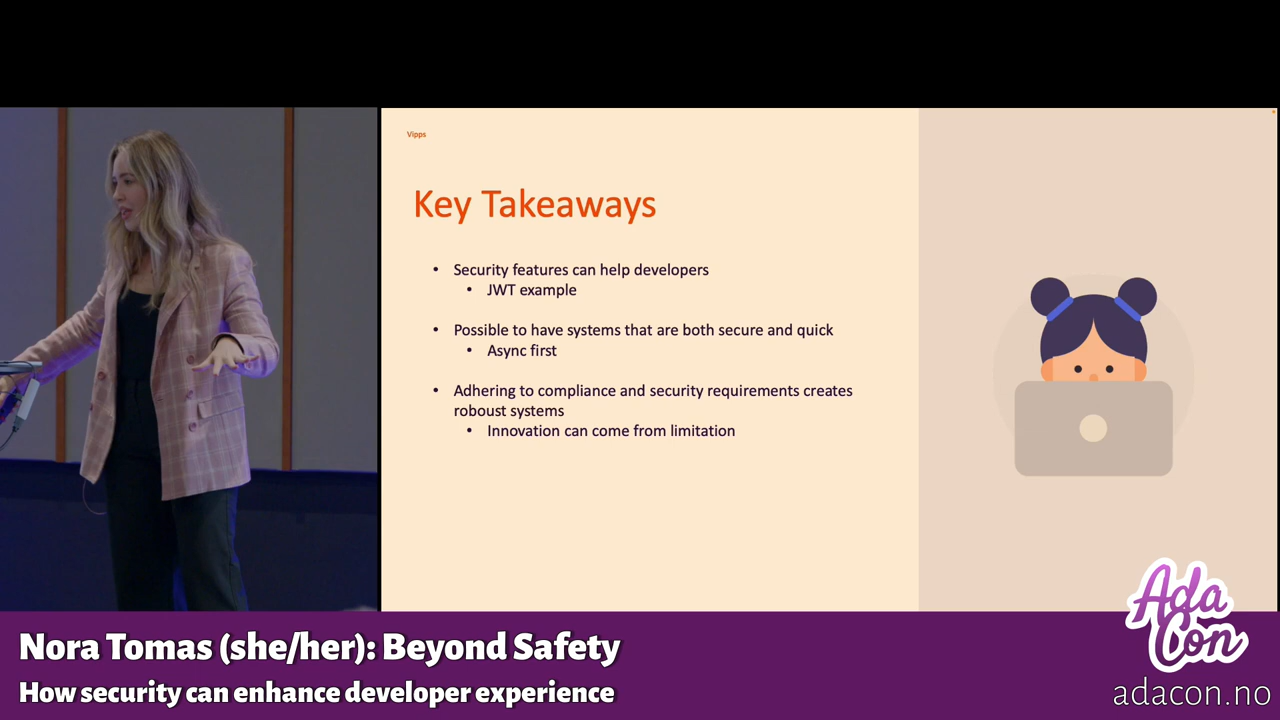 Vipps
Key Takeaways
• Security features can help developers
• JWT example
• Possible to have systems that are both secure and quick
• Async first
• Adhering to compliance and security requirements creates
roboust systems
• Innovation can come from limitation
Nora Tomas (she/her): Beyond Safety
How security can enhance developer experience
Ada
Con
adacon.no